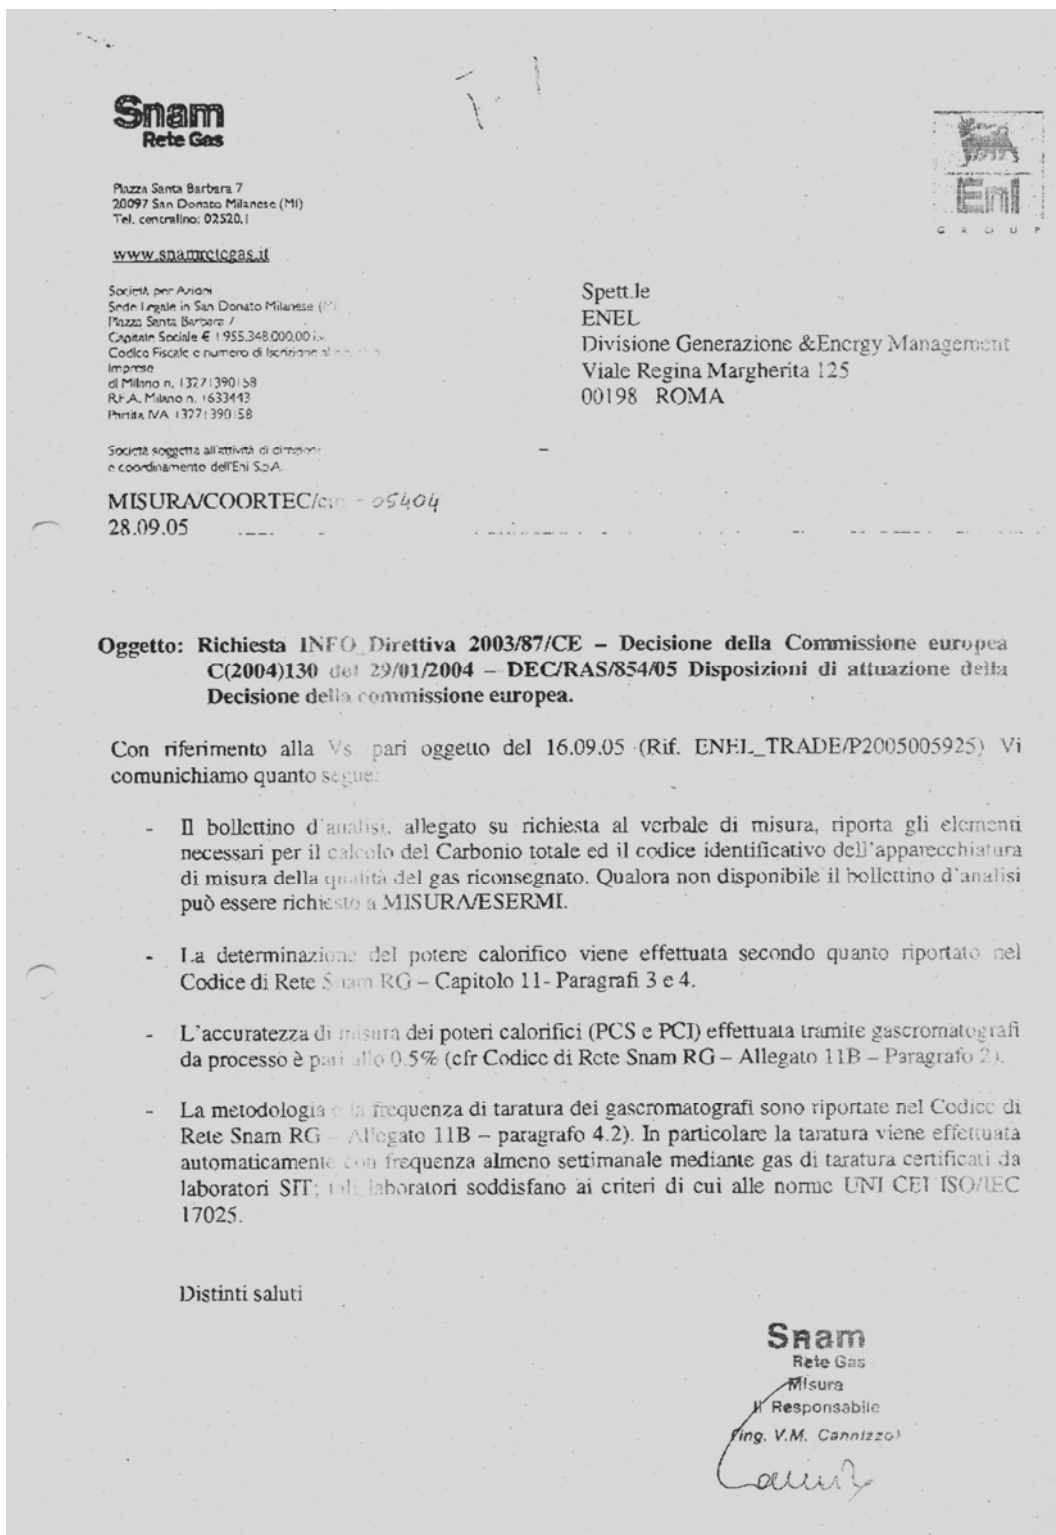 Snam
Rete Gas
Piazza Santa Barbara 7
20097 San Donato Milanese (MI)
Tel. centralino: 02520.1
www.snamretegas.it
Società per Azioni
Sede Legale in San Donato Milanese (MI
Piazza Santa Barbara 7
Capitale Sociale € 1.955.348.000,00 i.v.
Codice Fiscale e numero di Iscrizione al
Imprese
di Milano n. 13271390158
R.E.A. Milano n. 1633443
Partita IVA 13271390158
Società soggetta all'attività di direzione
e coordinamento dell'Eni S.p.A.
Eni
GROUP
Spett.le
ENEL
Divisione Generazione &Energy Management
Viale Regina Margherita 125
00198 ROMA
MISURA/COORTEC/ - 05404
28.09.05
Oggetto: Richiesta INFO Direttiva 2003/87/CE – Decisione della Commissione europea
C(2004)130 del 29/01/2004 – DEC/RAS/854/05 Disposizioni di attuazione della
Decisione della commissione europea.
Con riferimento alla Vs. pari oggetto del 16.09.05 (Rif. ENEL_TRADE/P2005005925) Vi
comunichiamo quanto segue:
- Il bollettino d'analisi, allegato su richiesta al verbale di misura, riporta gli elementi
necessari per il calcolo del Carbonio totale ed il codice identificativo dell'apparecchiatura
di misura della qualità del gas riconsegnato. Qualora non disponibile il bollettino d'analisi
può essere richiesto a MISURA/ESERMI.
- La determinazione del potere calorifico viene effettuata secondo quanto riportato nel
Codice di Rete Snam RG – Capitolo 11- Paragrafi 3 e 4.
- L'accuratezza di misura dei poteri calorifici (PCS e PCI) effettuata tramite gascromatografi
da processo è pari allo 0.5% (cfr Codice di Rete Snam RG – Allegato 11B – Paragrafo 2).
- La metodologia e la frequenza di taratura dei gascromatografi sono riportate nel Codice di
Rete Snam RG – Allegato 11B – paragrafo 4.2). In particolare la taratura viene effettuata
automaticamente con frequenza almeno settimanale mediante gas di taratura certificati da
laboratori SIT; tali laboratori soddisfano ai criteri di cui alle norme UNI CEI ISO/IEC
17025.
Distinti saluti
Snam
Rete Gas
Misura
Il Responsabile
(ing. V.M. Cannizzo)